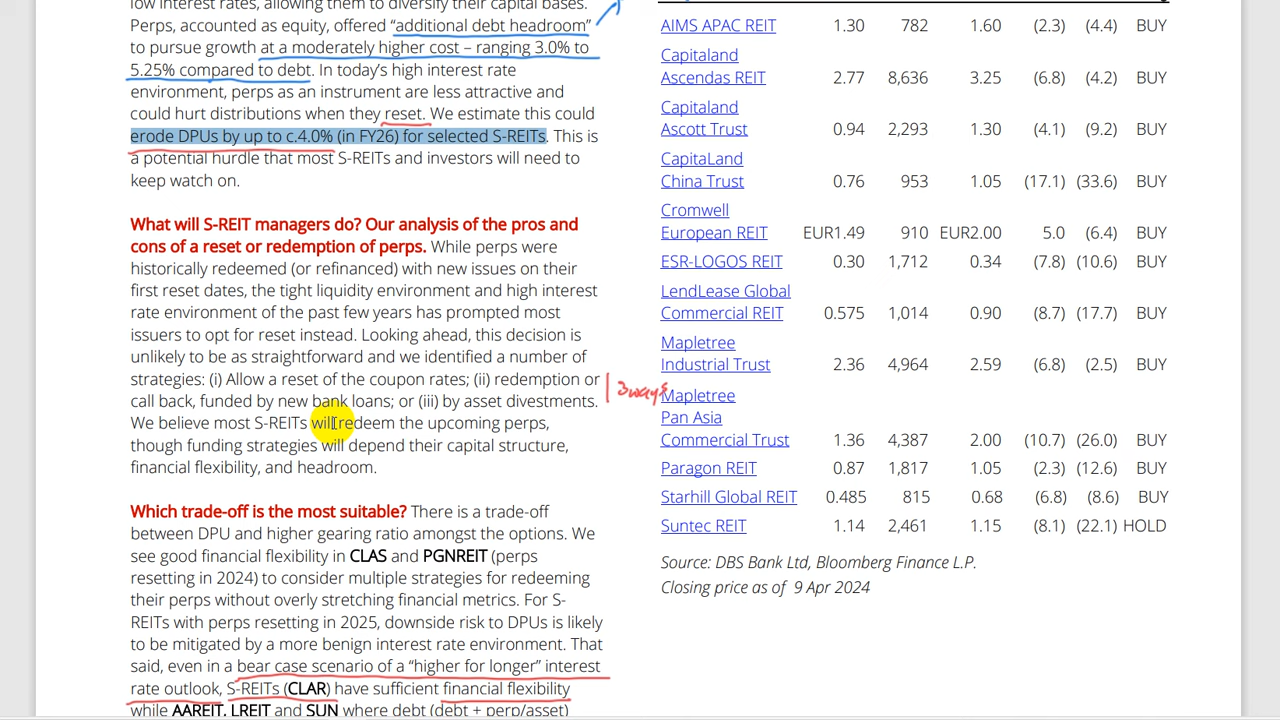 low interest rates, allowing them to diversify their capital bases.
Perps, accounted as equity, offered “additional debt headroom”
to pursue growth at a moderately higher cost – ranging 3.0% to
5.25% compared to debt. In today’s high interest rate
environment, perps as an instrument are less attractive and
could hurt distributions when they reset. We estimate this could
erode DPUs by up to c.4.0% (in FY26) for selected S-REITs. This is
a potential hurdle that most S-REITs and investors will need to
keep watch on.
What will S-REIT managers do? Our analysis of the pros and
cons of a reset or redemption of perps. While perps were
historically redeemed (or refinanced) with new issues on their
first reset dates, the tight liquidity environment and high interest
rate environment of the past few years has prompted most
issuers to opt for reset instead. Looking ahead, this decision is
unlikely to be as straightforward and we identified a number of
strategies: (i) Allow a reset of the coupon rates; (ii) redemption or
call back, funded by new bank loans; or (iii) by asset divestments.
3 ways
We believe most S-REITs will redeem the upcoming perps,
though funding strategies will depend their capital structure,
financial flexibility, and headroom.
Which trade-off is the most suitable? There is a trade-off
between DPU and higher gearing ratio amongst the options. We
see good financial flexibility in CLAS and PGNREIT (perps
resetting in 2024) to consider multiple strategies for redeeming
their perps without overly stretching financial metrics. For S-
REITs with perps resetting in 2025, downside risk to DPUs is likely
to be mitigated by a more benign interest rate environment. That
said, even in a bear case scenario of a “higher for longer” interest
rate outlook, S-REITs (CLAR) have sufficient financial flexibility
while AAREIT, LREIT and SUN where debt (debt + perp/asset)
AIMS APAC REIT 1.30 782 1.60 (2.3) (4.4) BUY
Capitaland
Ascendas REIT 2.77 8,636 3.25 (6.8) (4.2) BUY
Capitaland
Ascott Trust 0.94 2,293 1.30 (4.1) (9.2) BUY
CapitaLand
China Trust 0.76 953 1.05 (17.1) (33.6) BUY
Cromwell
European REIT EUR1.49 910 EUR2.00 5.0 (6.4) BUY
ESR-LOGOS REIT 0.30 1,712 0.34 (7.8) (10.6) BUY
LendLease Global
Commercial REIT 0.575 1,014 0.90 (8.7) (17.7) BUY
Mapletree
Industrial Trust 2.36 4,964 2.59 (6.8) (2.5) BUY
Mapletree
Pan Asia
Commercial Trust 1.36 4,387 2.00 (10.7) (26.0) BUY
Paragon REIT 0.87 1,817 1.05 (2.3) (12.6) BUY
Starhill Global REIT 0.485 815 0.68 (6.8) (8.6) BUY
Suntec REIT 1.14 2,461 1.15 (8.1) (22.1) HOLD
Source: DBS Bank Ltd, Bloomberg Finance L.P.
Closing price as of 9 Apr 2024